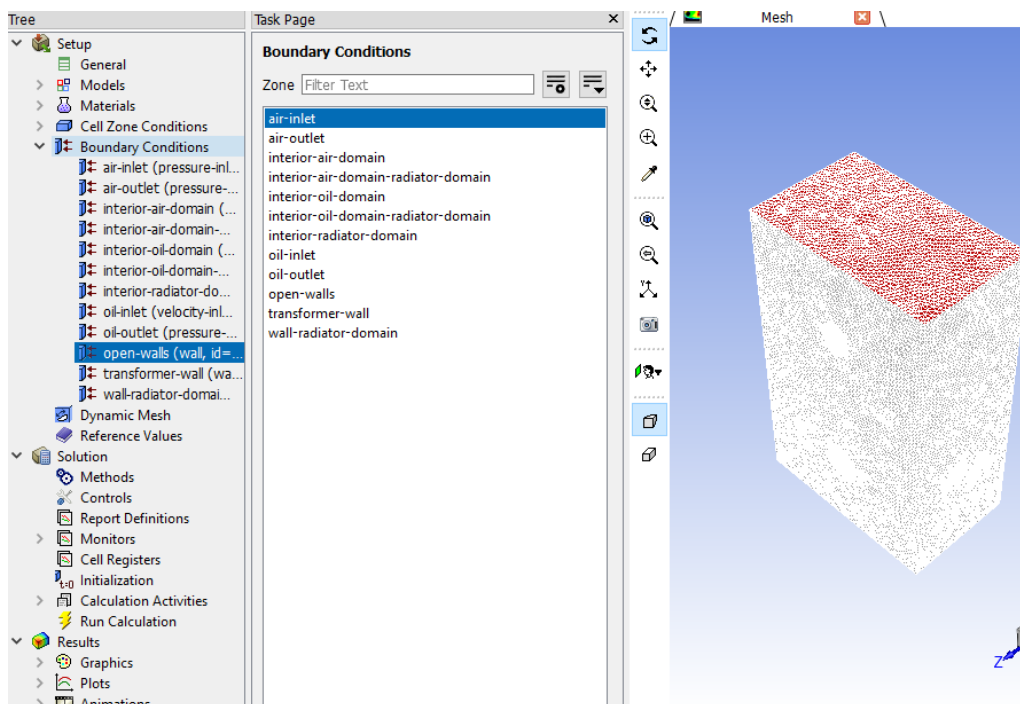 Tree
Setup
General
Models
Materials
Cell Zone Conditions
Boundary Conditions
air-inlet (pressure-inl...
air-outlet (pressure-...
interior-air-domain (...
interior-air-domain-...
interior-oil-domain (...
interior-oil-domain-...
interior-radiator-do...
oil-inlet (velocity-inl...
oil-outlet (pressure-...
open-walls (wall, id=...
transformer-wall (wa...
wall-radiator-domai...
Dynamic Mesh
Reference Values
Solution
Methods
Controls
Report Definitions
Monitors
Cell Registers
t=0 Initialization
Calculation Activities
Run Calculation
Results
Graphics
Plots
Animations
Task Page
Boundary Conditions
Zone Filter Text
air-inlet
air-outlet
interior-air-domain
interior-air-domain-radiator-domain
interior-oil-domain
interior-oil-domain-radiator-domain
interior-radiator-domain
oil-inlet
oil-outlet
open-walls
transformer-wall
wall-radiator-domain
Mesh
Z